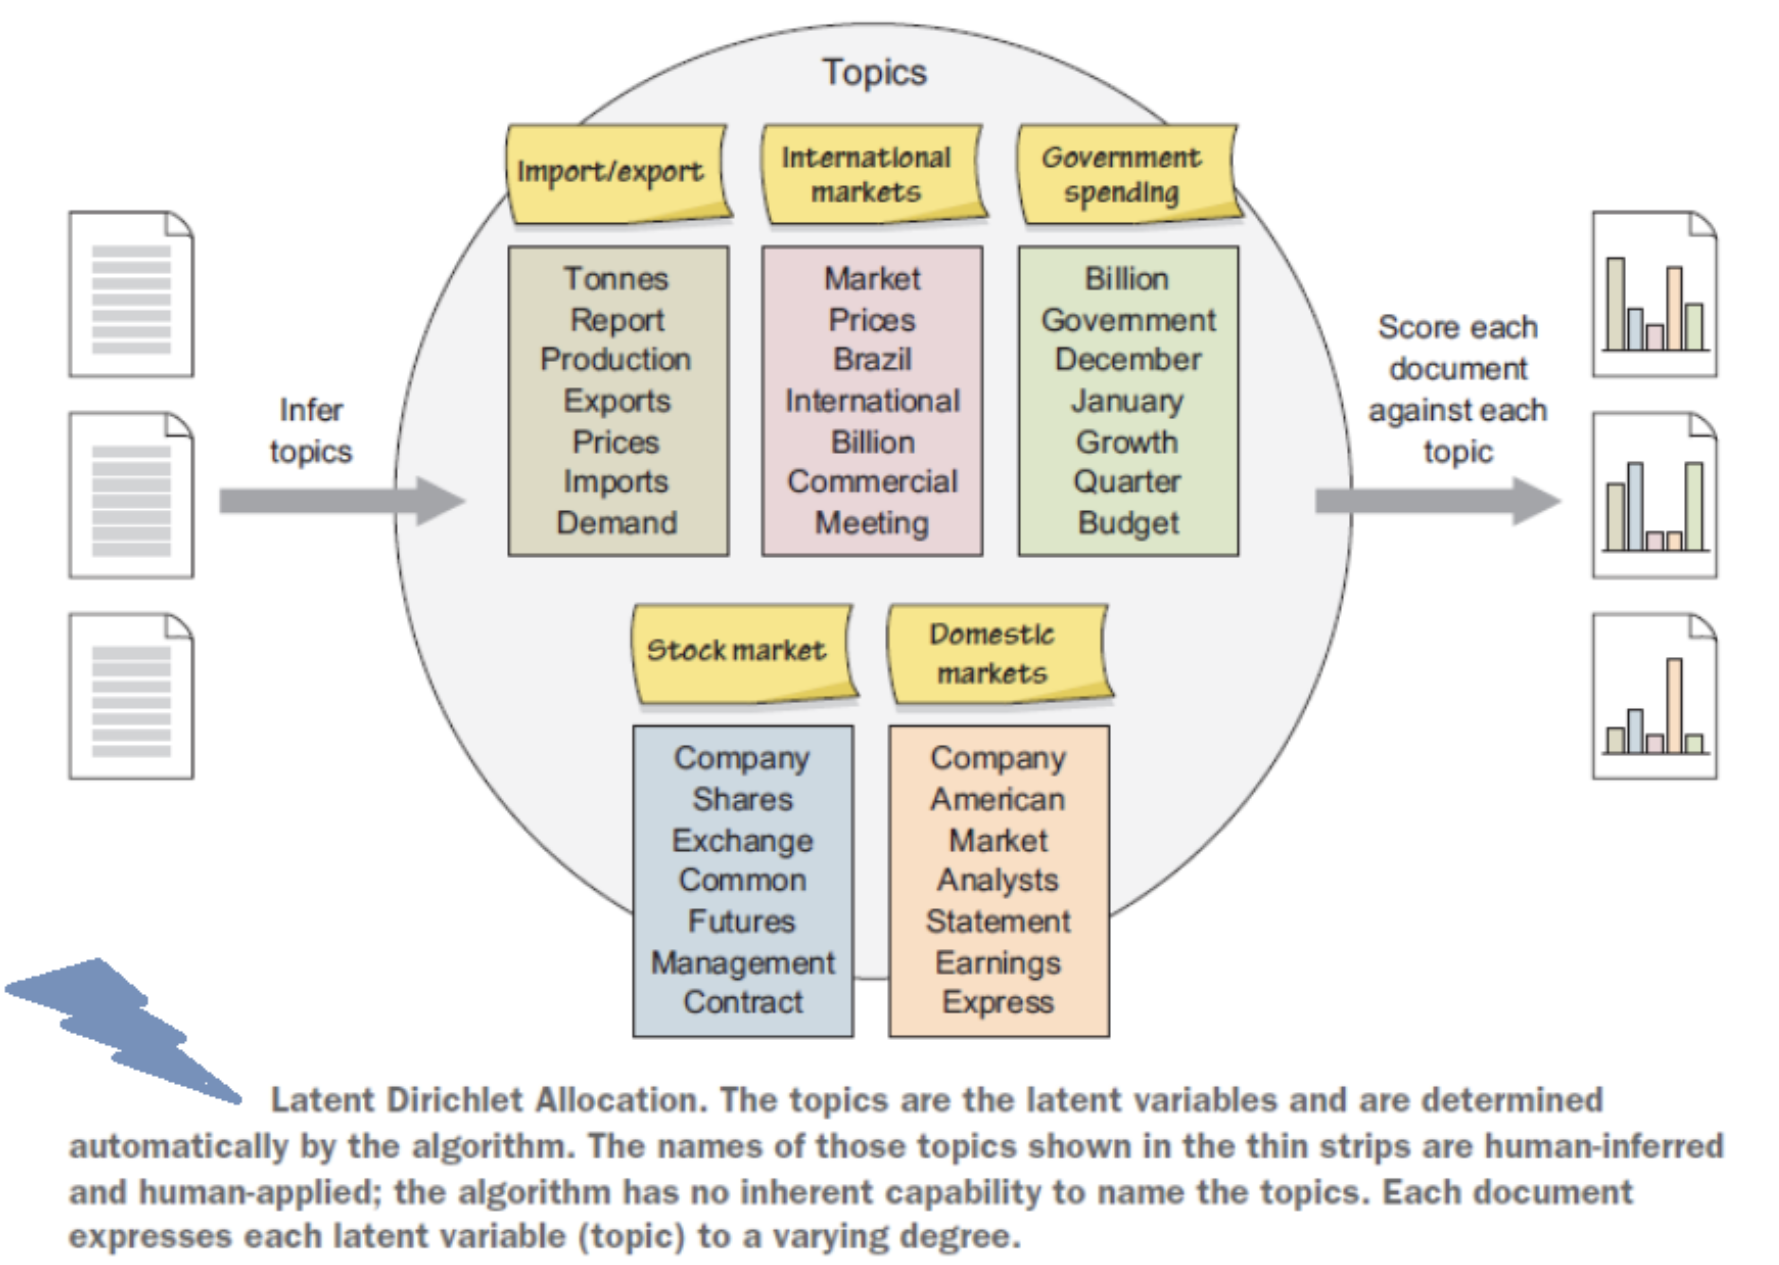 Topics
Import/export
International
markets
Government
spending
Tonnes
Report
Production
Exports
Prices
Imports
Demand
Market
Prices
Brazil
International
Billion
Commercial
Meeting
Billion
Government
December
January
Growth
Quarter
Budget
Infer
topics
Score each
document
against each
topic
Stock market
Domestic
markets
Company
Shares
Exchange
Common
Futures
Management
Contract
Company
American
Market
Analysts
Statement
Earnings
Express
Latent Dirichlet Allocation. The topics are the latent variables and are determined
automatically by the algorithm. The names of those topics shown in the thin strips are human-inferred
and human-applied; the algorithm has no inherent capability to name the topics. Each document
expresses each latent variable (topic) to a varying degree.